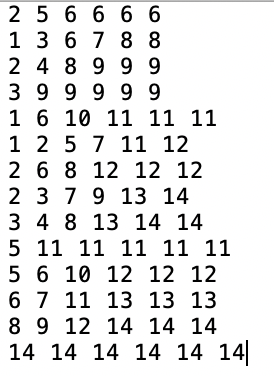 2 5 6 6 6 6
1 3 6 7 8 8
2 4 8 9 9 9
3 9 9 9 9 9
1 6 10 11 11 11
1 2 5 7 11 12
2 6 8 12 12 12
2 3 7 9 13 14
3 4 8 13 14 14
5 11 11 11 11 11
5 6 10 12 12 12
6 7 11 13 13 13
8 9 12 14 14 14
14 14 14 14 14 14